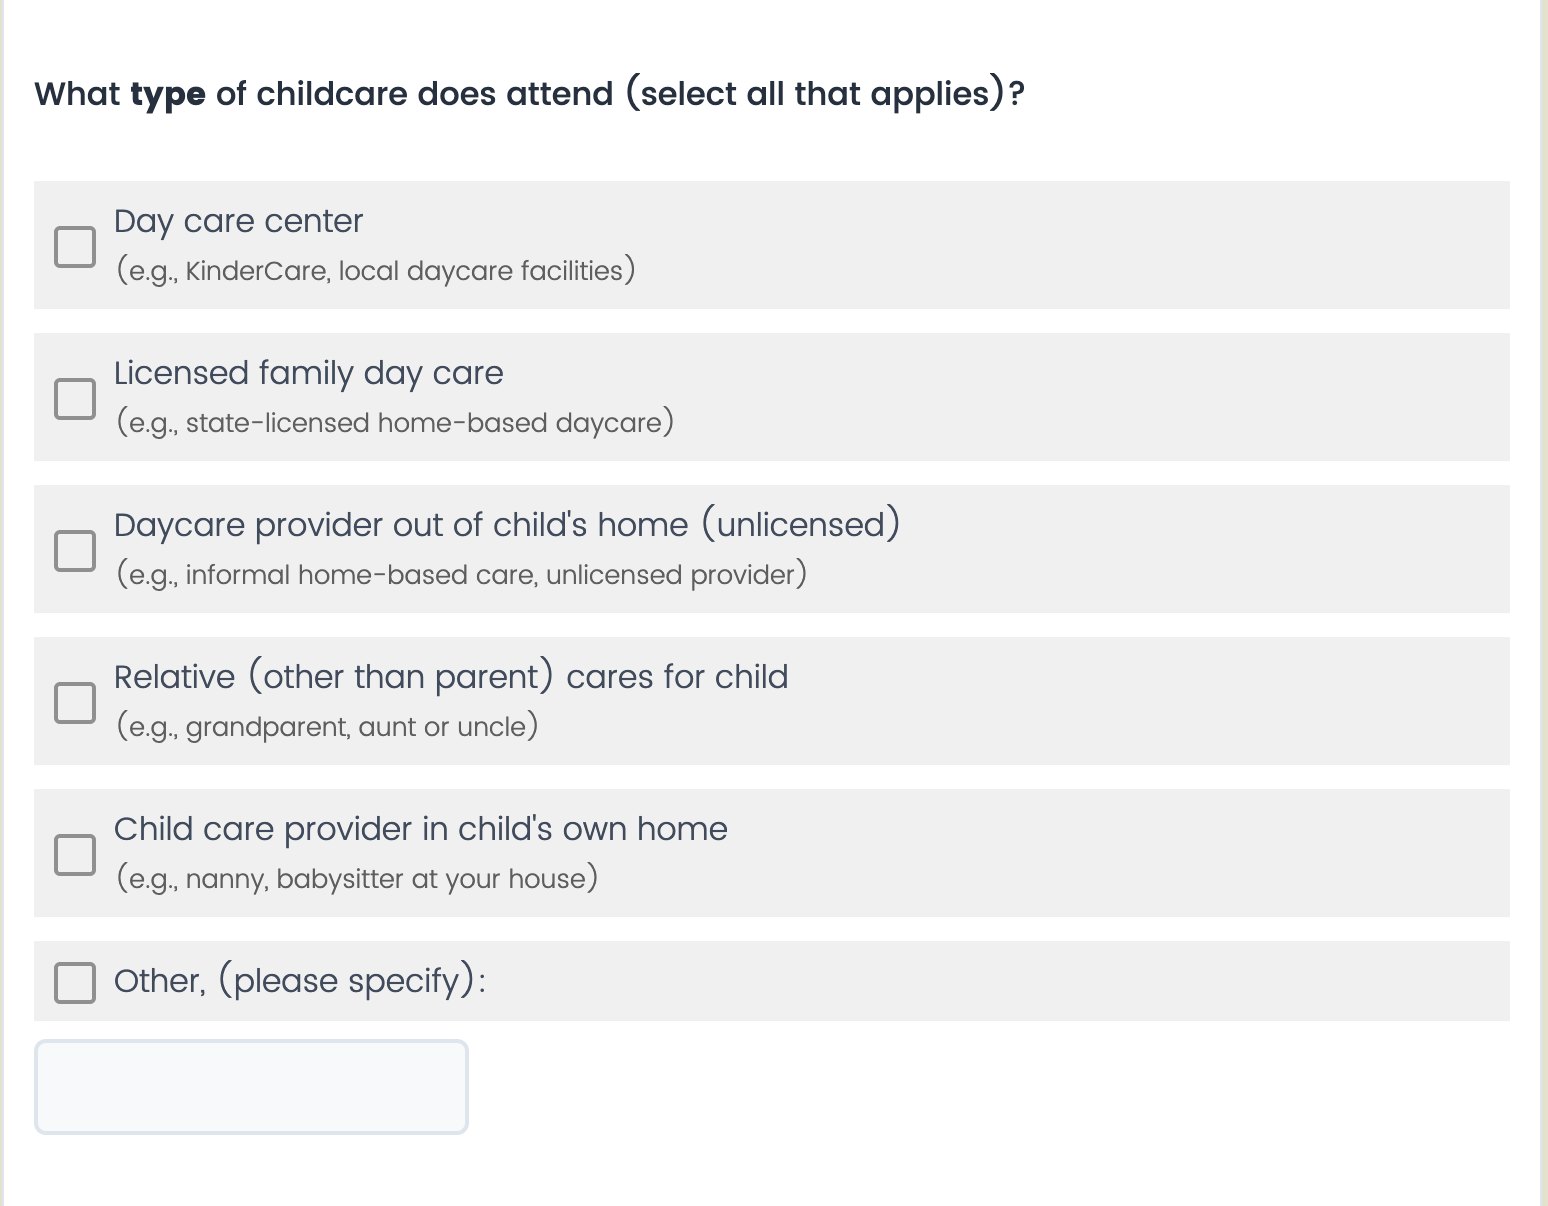 What type of childcare does attend (select all that applies)?
Day care center
(e.g., KinderCare, local daycare facilities)
Licensed family day care
(e.g., state-licensed home-based daycare)
Daycare provider out of child's home (unlicensed)
(e.g., informal home-based care, unlicensed provider)
Relative (other than parent) cares for child
(e.g., grandparent, aunt or uncle)
Child care provider in child's own home
(e.g., nanny, babysitter at your house)
Other, (please specify):